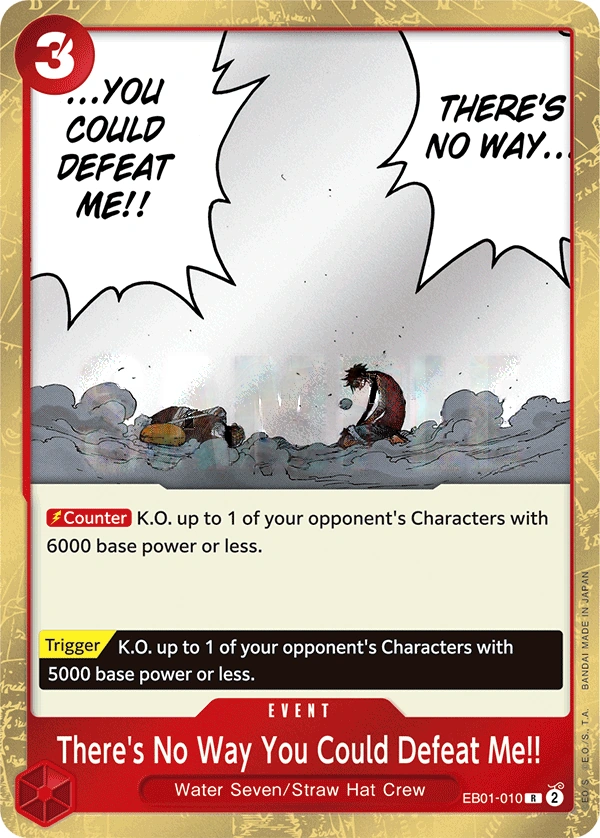 3
...YOU
COULD
DEFEAT
ME!!
THERE'S
NO WAY...
SAMPLE
Counter K.O. up to 1 of your opponent's Characters with
6000 base power or less.
Trigger K.O. up to 1 of your opponent's Characters with
5000 base power or less.
EVENT
There's No Way You Could Defeat Me!!
Water Seven/Straw Hat Crew
EB01-010 R 2
©E.O./S. T.A. BANDAI MADE IN JAPAN